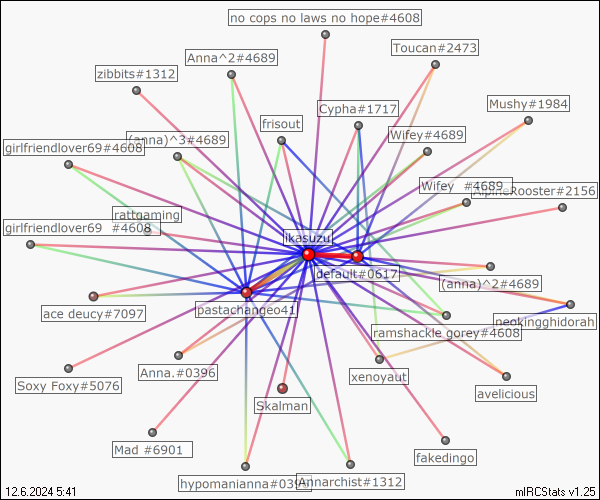 no cops no laws no hope#4608
Toucan#2473
Anna^2#4689
zibbits#1312
Cypha#1717
Mushy#1984
frisout
Wifey#4689
(anna)^3#4689
girlfriendlover69#4608
Wifey  #4689
AlpineRooster#2156
rattgaming
girlfriendlover69  #4608
ikasuzu
default#0617
(anna)^2#4689
pastachangeo41
ace deucy#7097
neokingghidorah
ramshackle gorey#4608
Anna.#0396
xenoyaut
Soxy Foxy#5076
avelicious
Skalman
Mad #6901
fakedingo
hypomanianna#039
Annarchist#1312
12.6.2024 5:41
mIRCStats v1.25